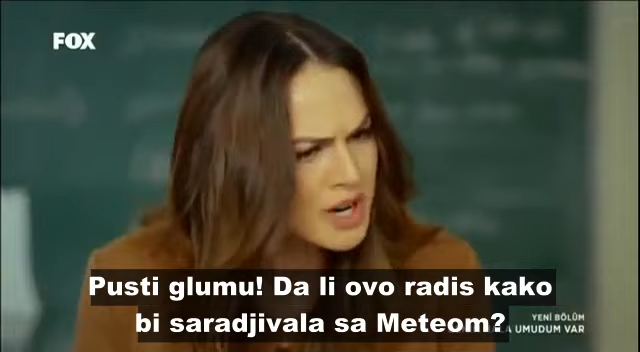 FOX
Pusti glumu! Da li ovo radis kako
bi saradjivala sa Meteom?
YENİ BÖLÜM
UMUDUM VAR